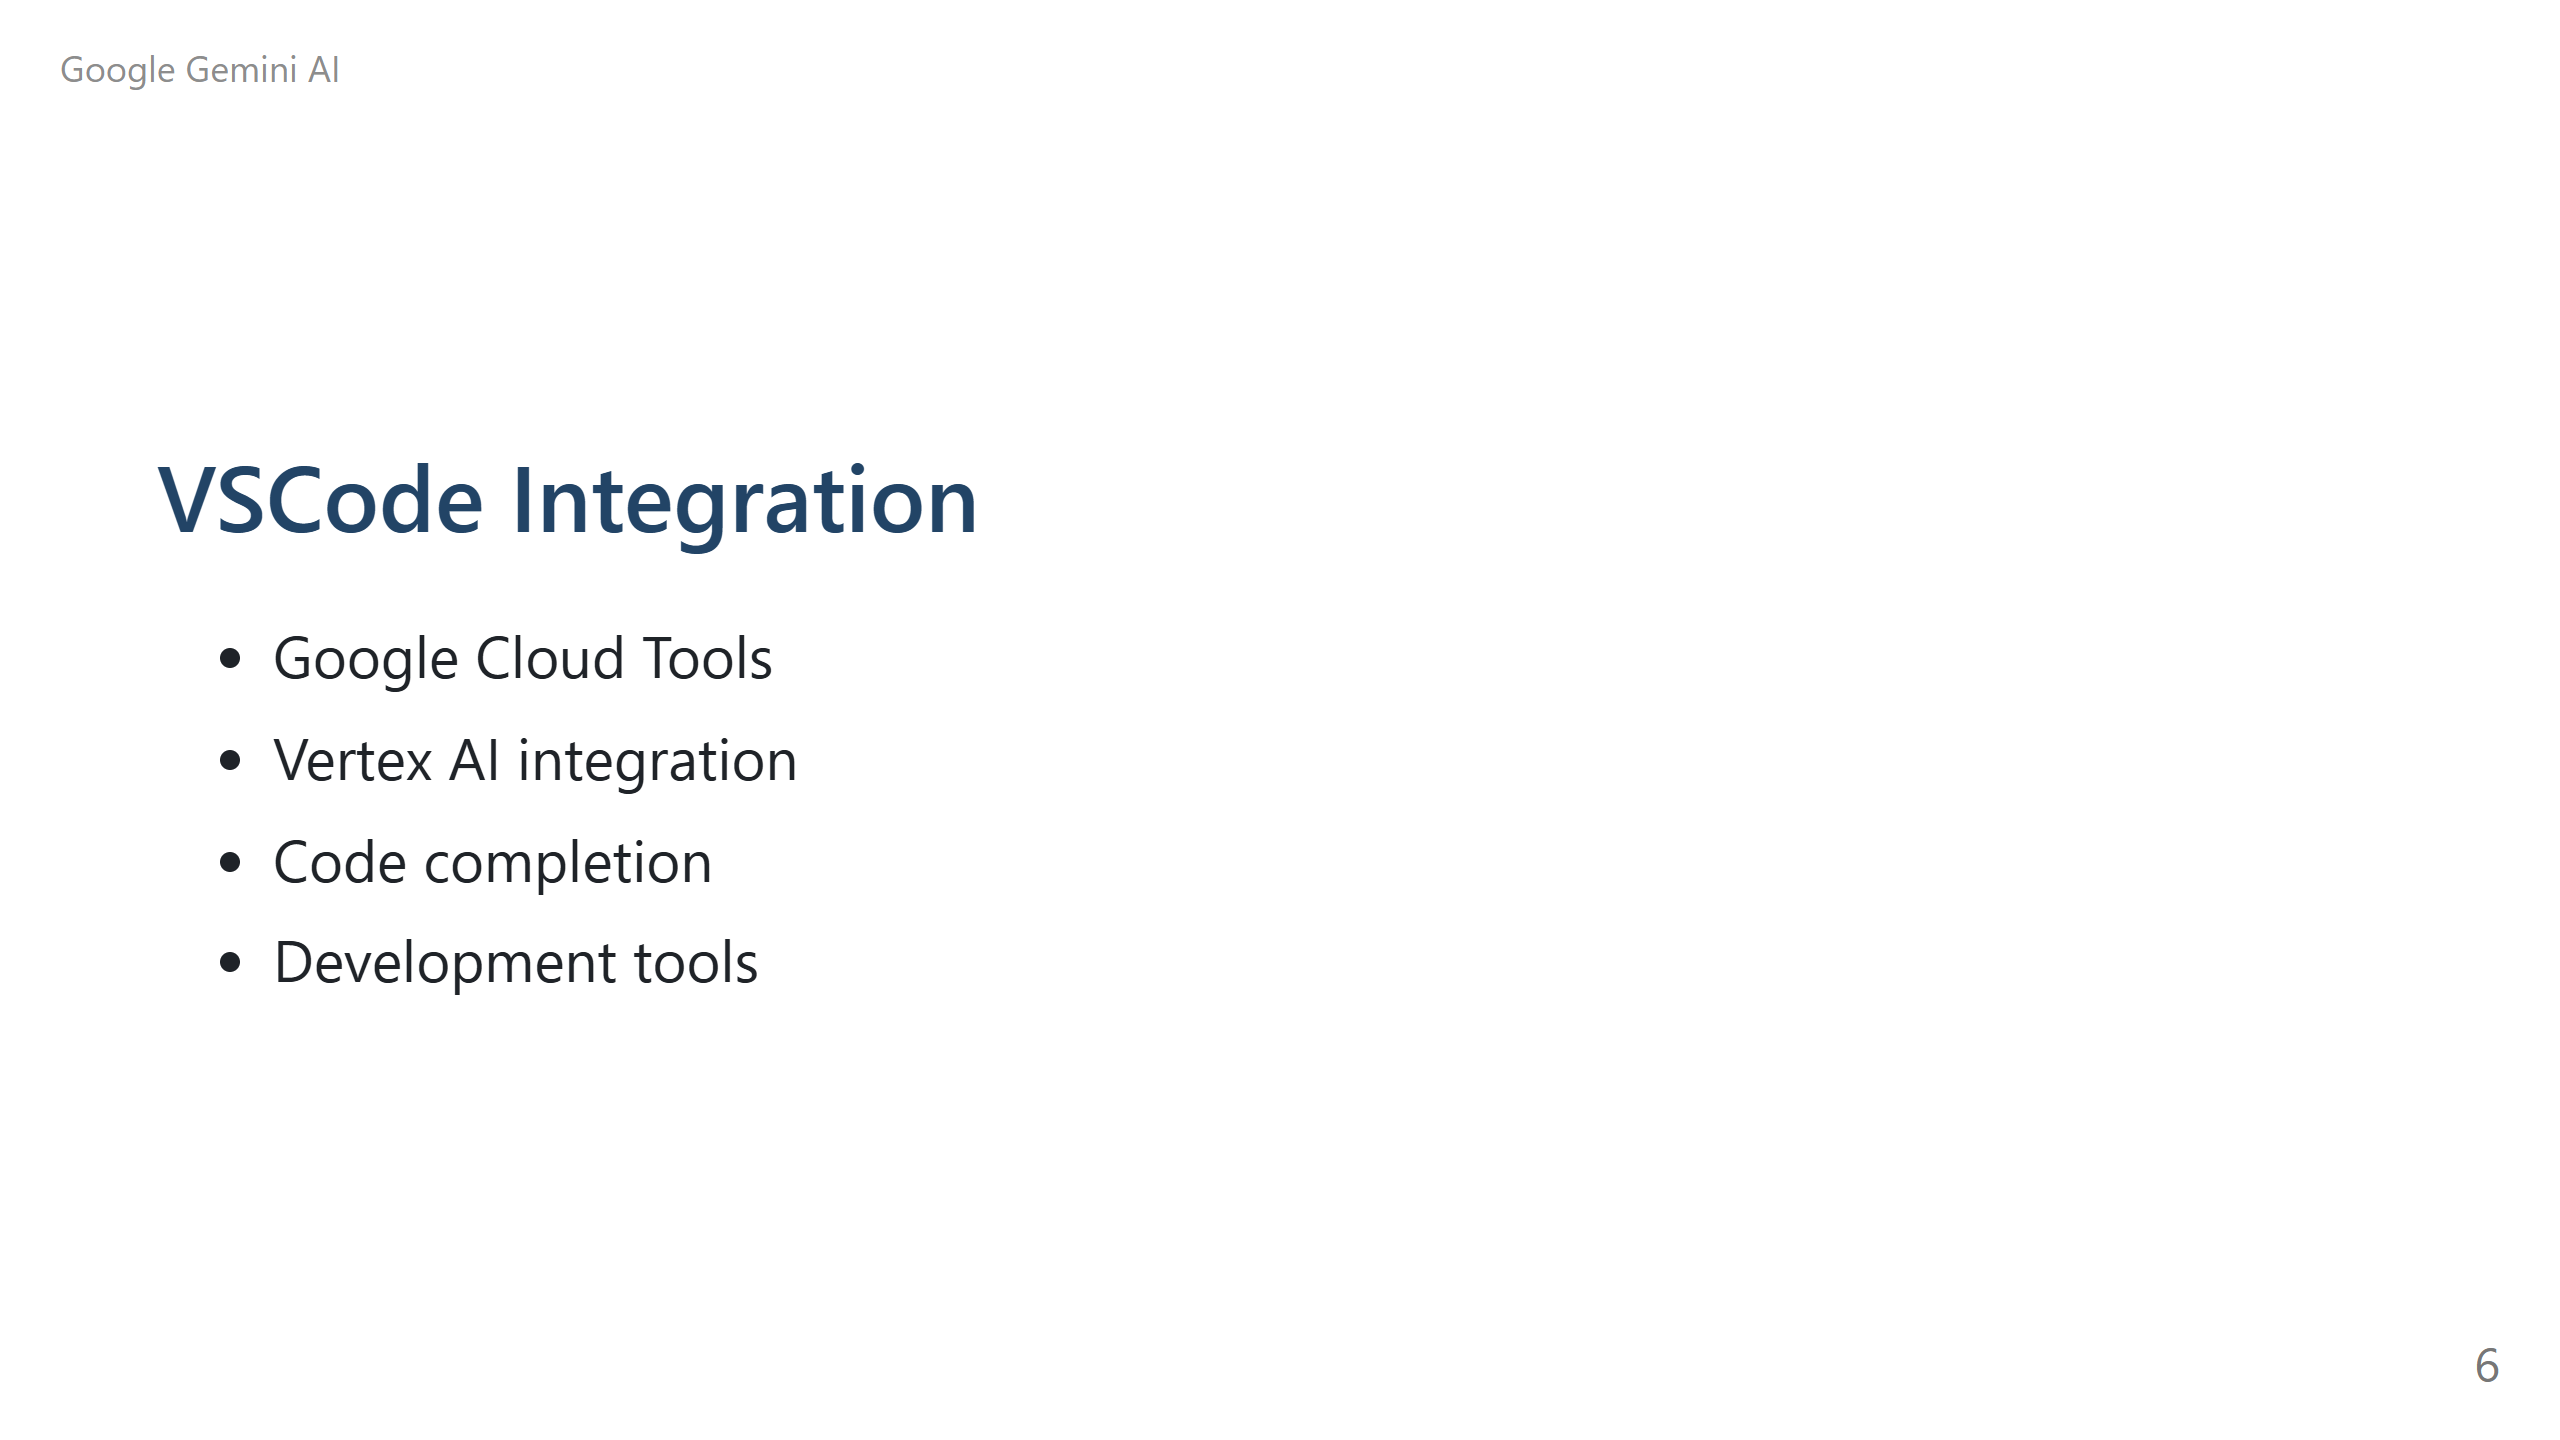 Google Gemini AI
VSCode Integration
• Google Cloud Tools
• Vertex AI integration
• Code completion
• Development tools
6